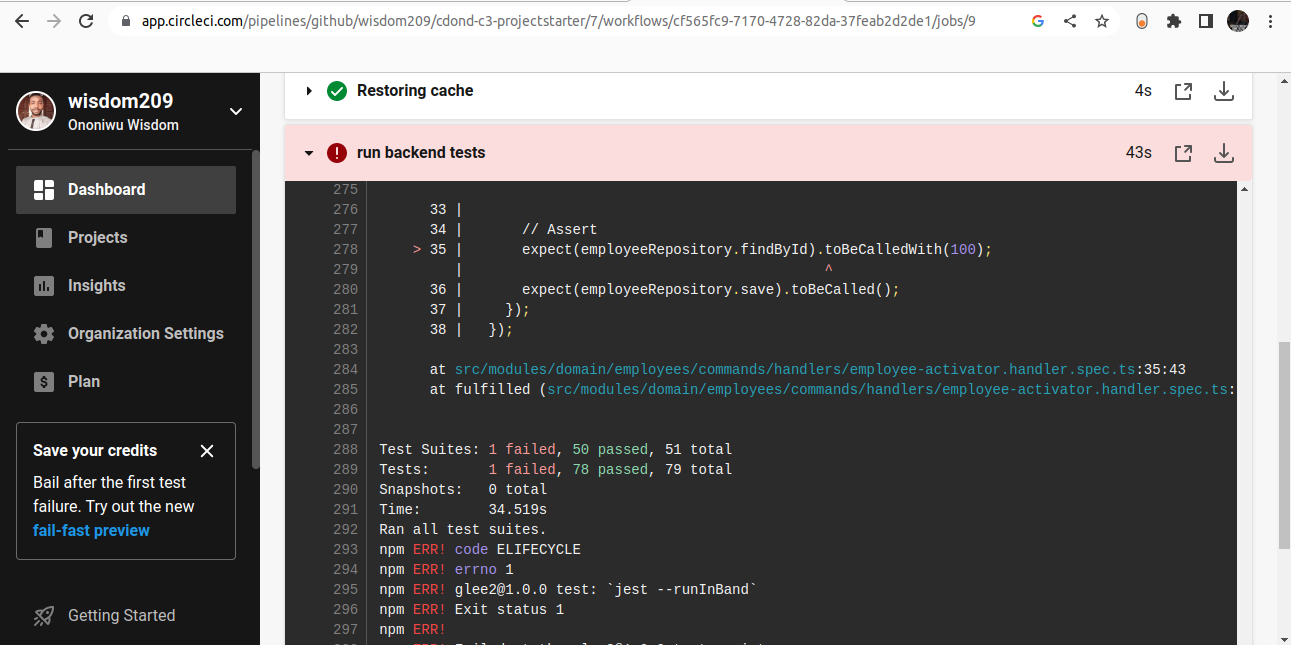 app.circleci.com/pipelines/github/wisdom209/cdond-c3-projectstarter/7/workflows/cf565fc9-7170-4728-82da-37feab2d2de1/jobs/9
wisdom209
Ononiwu Wisdom
Dashboard
Projects
Insights
Organization Settings
Plan
Save your credits
Bail after the first test
failure. Try out the new
fail-fast preview
Getting Started
Restoring cache 4s
run backend tests 43s
275
276 33 |
277 34 | // Assert
278 > 35 | expect(employeeRepository.findById).toBeCalledWith(100);
279 | ^
280 36 | expect(employeeRepository.save).toBeCalled();
281 37 | });
282 38 | });
283
284 at src/modules/domain/employees/commands/handlers/employee-activator.handler.spec.ts:35:43
285 at fulfilled (src/modules/domain/employees/commands/handlers/employee-activator.handler.spec.ts:
286
287
288 Test Suites: 1 failed, 50 passed, 51 total
289 Tests: 1 failed, 78 passed, 79 total
290 Snapshots: 0 total
291 Time: 34.519s
292 Ran all test suites.
293 npm ERR! code ELIFECYCLE
294 npm ERR! errno 1
295 npm ERR! glee2@1.0.0 test: `jest --runInBand`
296 npm ERR! Exit status 1
297 npm ERR!